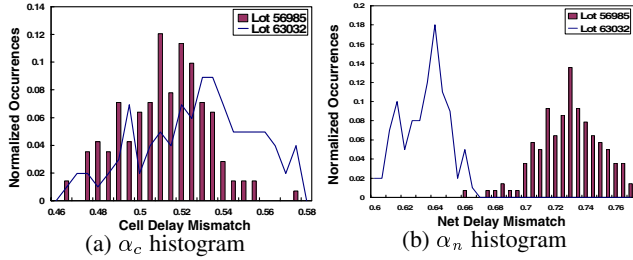 0.14
0.12
0.1
0.08
0.06
0.04
0.02
0
Normalized Occurrences
Lot 56985
Lot 63032
0.46 0.48 0.5 0.52 0.54 0.56 0.58
Cell Delay Mismatch
(a) αc histogram
0.2
0.18
0.16
0.14
0.12
0.1
0.08
0.06
0.04
0.02
0
Normalized Occurrences
Lot 56985
Lot 63032
0.6 0.62 0.64 0.66 0.68 0.7 0.72 0.74 0.76
Net Delay Mismatch
(b) αn histogram